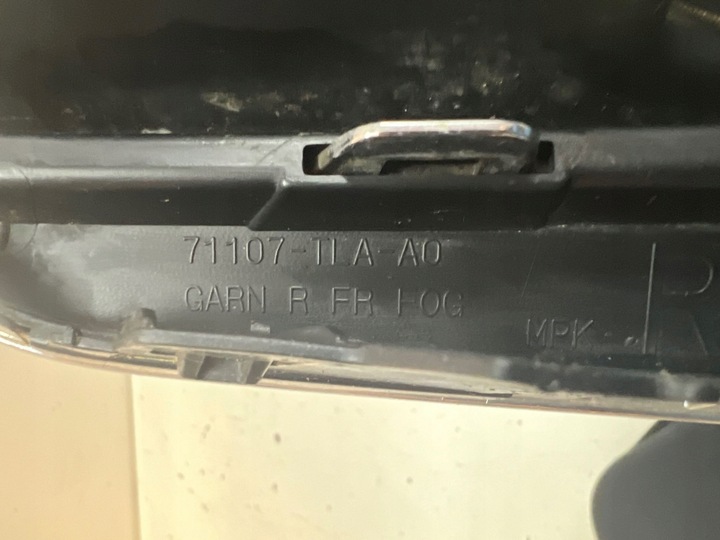 71107-TLA-A0
GARN R FR FOG
MPK
R